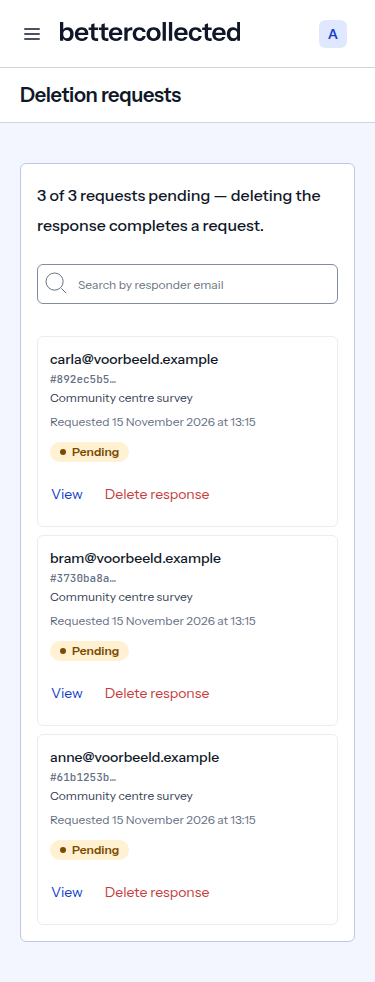 bettercollected
A
Deletion requests
3 of 3 requests pending — deleting the
response completes a request.
Search by responder email
carla@voorbeeld.example
#892ec5b5…
Community centre survey
Requested 15 November 2026 at 13:15
Pending
View Delete response
bram@voorbeeld.example
#3730ba8a…
Community centre survey
Requested 15 November 2026 at 13:15
Pending
View Delete response
anne@voorbeeld.example
#61b1253b…
Community centre survey
Requested 15 November 2026 at 13:15
Pending
View Delete response